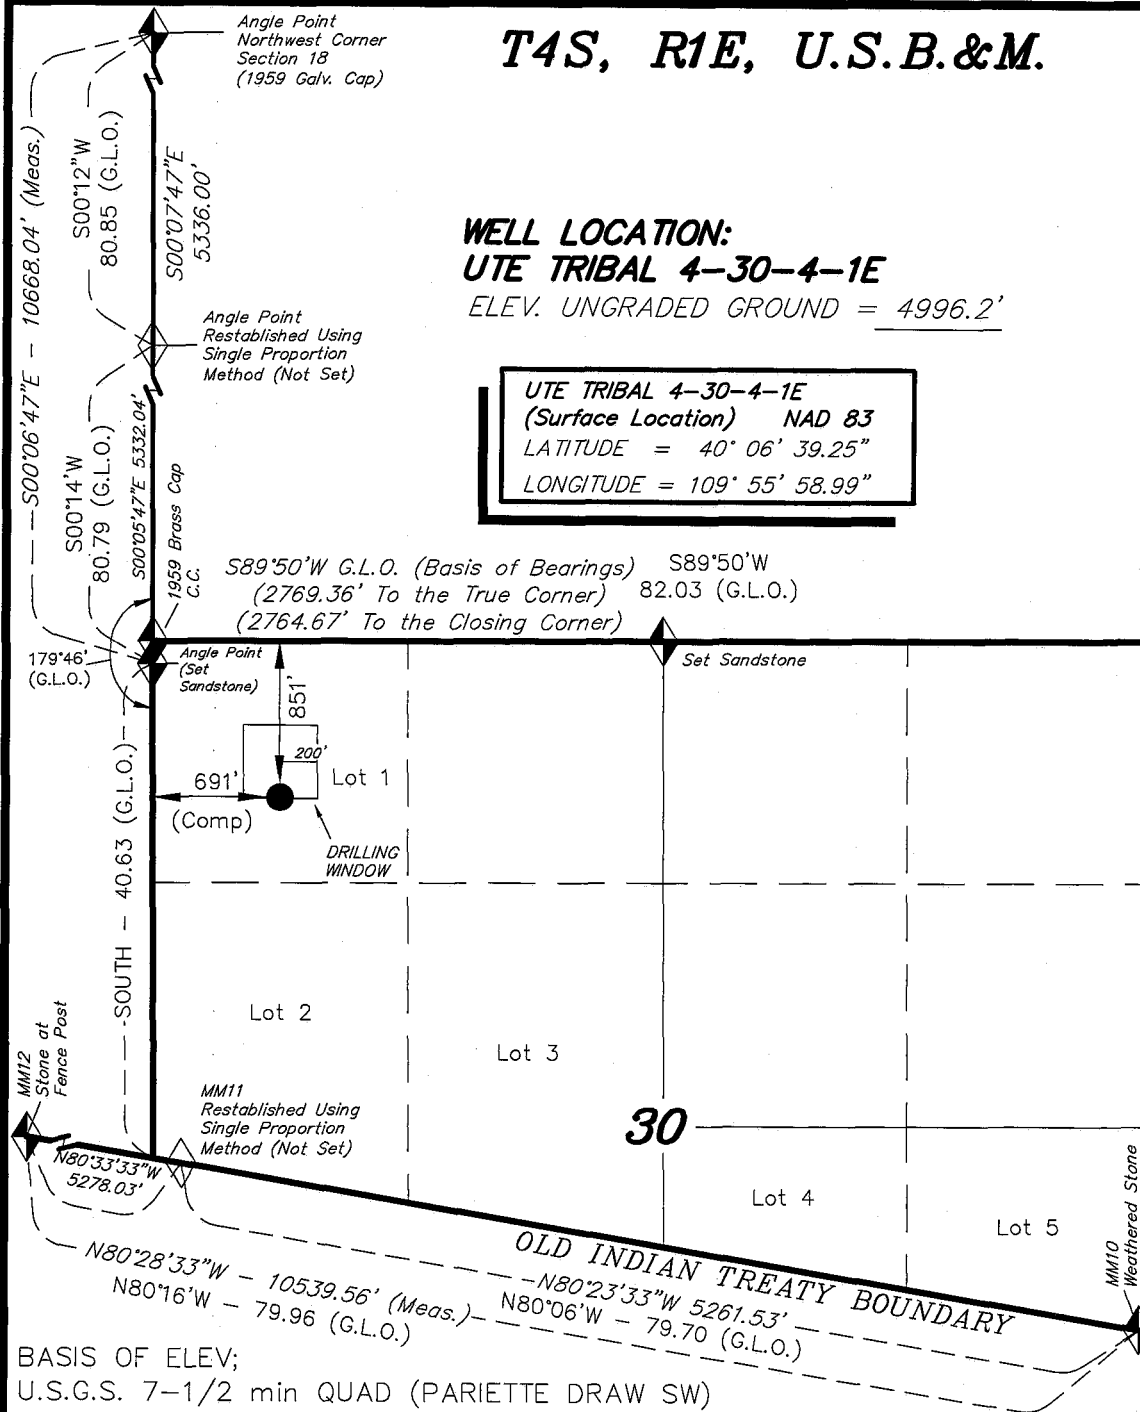 T4S, R1E, U.S.B.&M.
Angle Point
Northwest Corner
Section 18
(1959 Galv. Cap)
S00°06'47"E - 10668.04' (Meas.)
S00°12"W
80.85 (G.L.O.)
S00°07'47"E
5336.00'
WELL LOCATION:
UTE TRIBAL 4-30-4-1E
ELEV. UNGRADED GROUND = 4996.2'
Angle Point
Restablished Using
Single Proportion
Method (Not Set)
UTE TRIBAL 4-30-4-1E
(Surface Location) NAD 83
LATITUDE = 40° 06' 39.25"
LONGITUDE = 109° 55' 58.99"
S00°14'W
80.79 (G.L.O.)
S00°05'47"E 5332.04'
1959 Brass Cap
C.C.
S89°50'W G.L.O. (Basis of Bearings)
(2769.36' To the True Corner)
(2764.67' To the Closing Corner)
S89°50'W
82.03 (G.L.O.)
179°46'
(G.L.O.)
Angle Point
(Set
Sandstone)
Set Sandstone
851'
200'
Lot 1
691'
(Comp)
DRILLING
WINDOW
SOUTH - 40.63 (G.L.O.)
Lot 2
Lot 3
MM12
Stone at
Fence Post
MM11
Restablished Using
Single Proportion
Method (Not Set)
30
Lot 4
Lot 5
MM10
Weathered Stone
N80°33'33"W
5278.03'
OLD INDIAN TREATY BOUNDARY
N80°28'33"W - 10539.56' (Meas.)
N80°16'W - 79.96 (G.L.O.)
N80°23'33"W 5261.53'
N80°06'W - 79.70 (G.L.O.)
BASIS OF ELEV;
U.S.G.S. 7-1/2 min QUAD (PARIETTE DRAW SW)